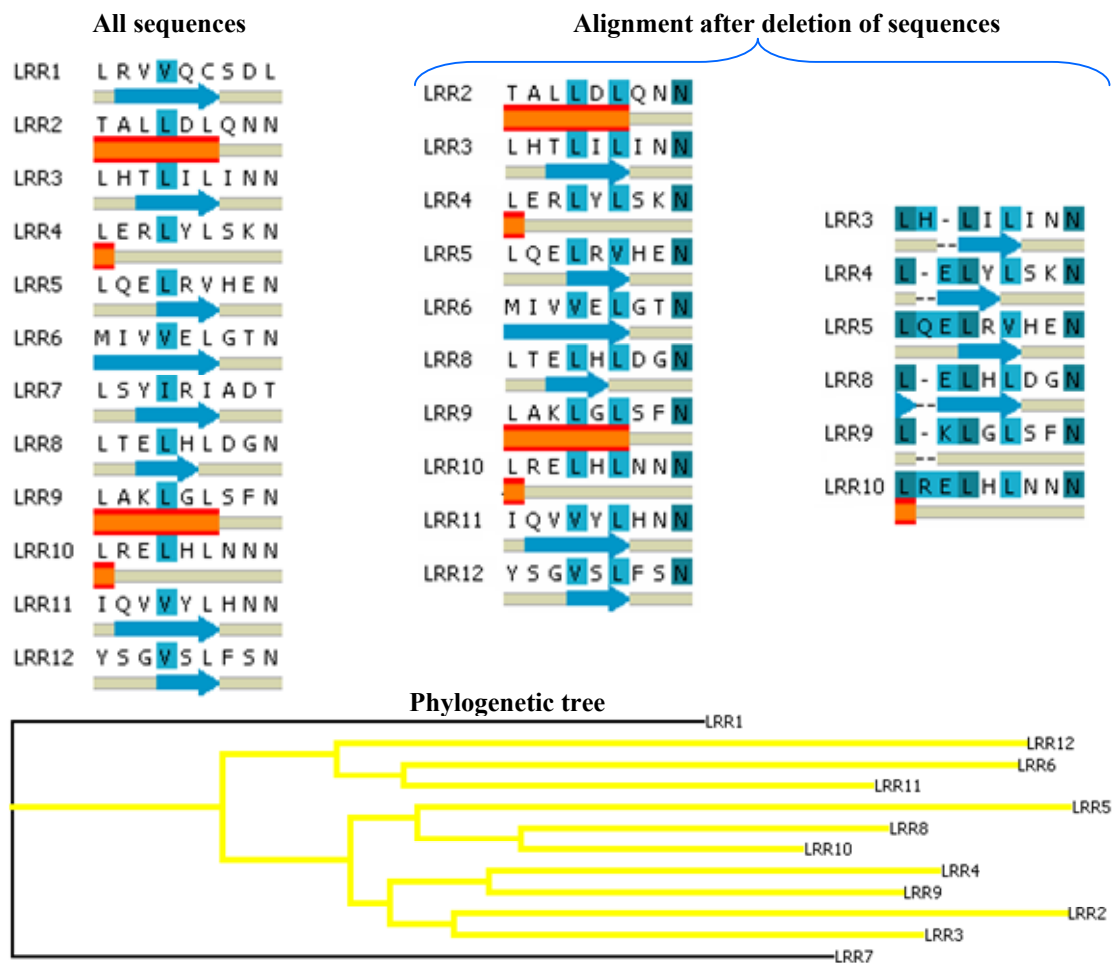 All sequences
LRR1 L R V V Q C S D L
LRR2 T A L L D L Q N N
LRR3 L H T L I L I N N
LRR4 L E R L Y L S K N
LRR5 L Q E L R V H E N
LRR6 M I V V E L G T N
LRR7 L S Y I R I A D T
LRR8 L T E L H L D G N
LRR9 L A K L G L S F N
LRR10 L R E L H L N N N
LRR11 I Q V V Y L H N N
LRR12 Y S G V S L F S N
Alignment after deletion of sequences
LRR2 T A L L D L Q N N
LRR3 L H T L I L I N N
LRR4 L E R L Y L S K N
LRR5 L Q E L R V H E N
LRR6 M I V V E L G T N
LRR8 L T E L H L D G N
LRR9 L A K L G L S F N
LRR10 L R E L H L N N N
LRR11 I Q V V Y L H N N
LRR12 Y S G V S L F S N
LRR3 L H - L I L I N N
LRR4 L - E L Y L S K N
LRR5 L Q E L R V H E N
LRR8 L - E L H L D G N
LRR9 L - K L G L S F N
LRR10 L R E L H L N N N
Phylogenetic tree
LRR1
LRR12
LRR6
LRR11
LRR5
LRR8
LRR10
LRR4
LRR9
LRR2
LRR3
LRR7